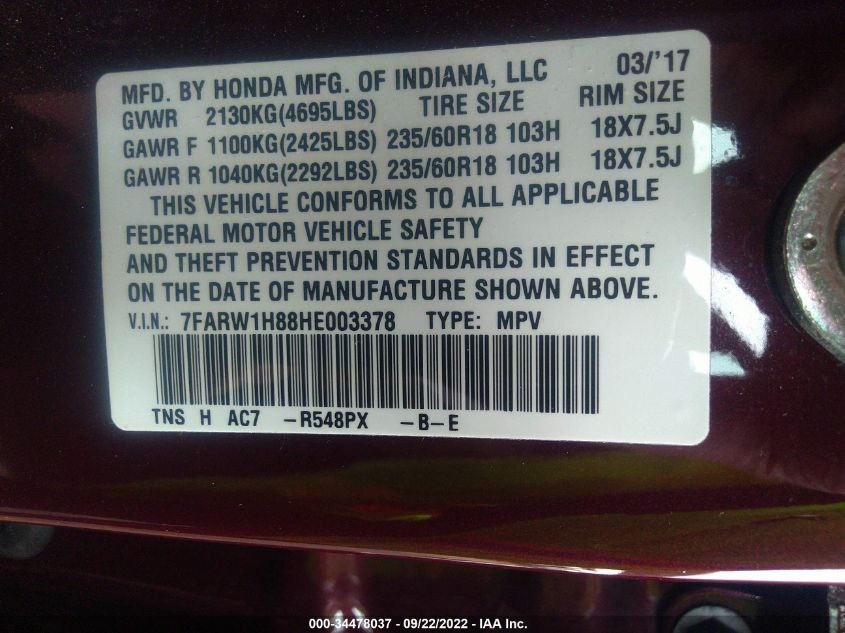 MFD. BY HONDA MFG. OF INDIANA, LLC 03/'17
GVWR 2130KG(4695LBS) TIRE SIZE RIM SIZE
GAWR F 1100KG(2425LBS) 235/60R18 103H 18X7.5J
GAWR R 1040KG(2292LBS) 235/60R18 103H 18X7.5J
THIS VEHICLE CONFORMS TO ALL APPLICABLE
FEDERAL MOTOR VEHICLE SAFETY
AND THEFT PREVENTION STANDARDS IN EFFECT
ON THE DATE OF MANUFACTURE SHOWN ABOVE.
V.I.N.: 7FARW1H88HE003378 TYPE: MPV
TNS H AC7 -R548PX -B-E
000-34478037 - 09/22/2022 - IAA Inc.